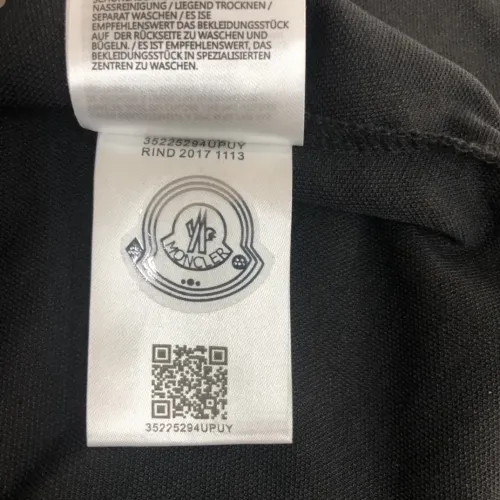 NASSREINIGUNG / LIEGEND TROCKNEN /
SEPARAT WASCHEN / ES ISE
EMPFEHLENSWERT DAS BEKLEIDUNGSSTÜCK
AUF DER RÜCKSEITE ZU WASCHEN UND
BÜGELN. / ES IST EMPFEHLENSWERT, DAS
BEKLEIDUNGSSTÜCK IN SPEZIALISIERTEN
ZENTREN ZU WASCHEN.
35225294UPUY
RIND 2017 1113
MONCLER
35225294UPUY